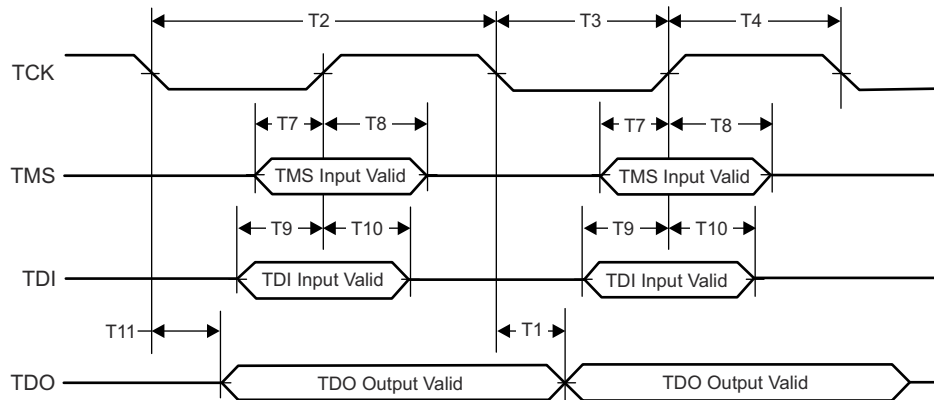 T2 T3 T4
TCK
T7 T8 T7 T8
TMS TMS Input Valid TMS Input Valid
T9 T10 T9 T10
TDI TDI Input Valid TDI Input Valid
T11 T1
TDO TDO Output Valid TDO Output Valid